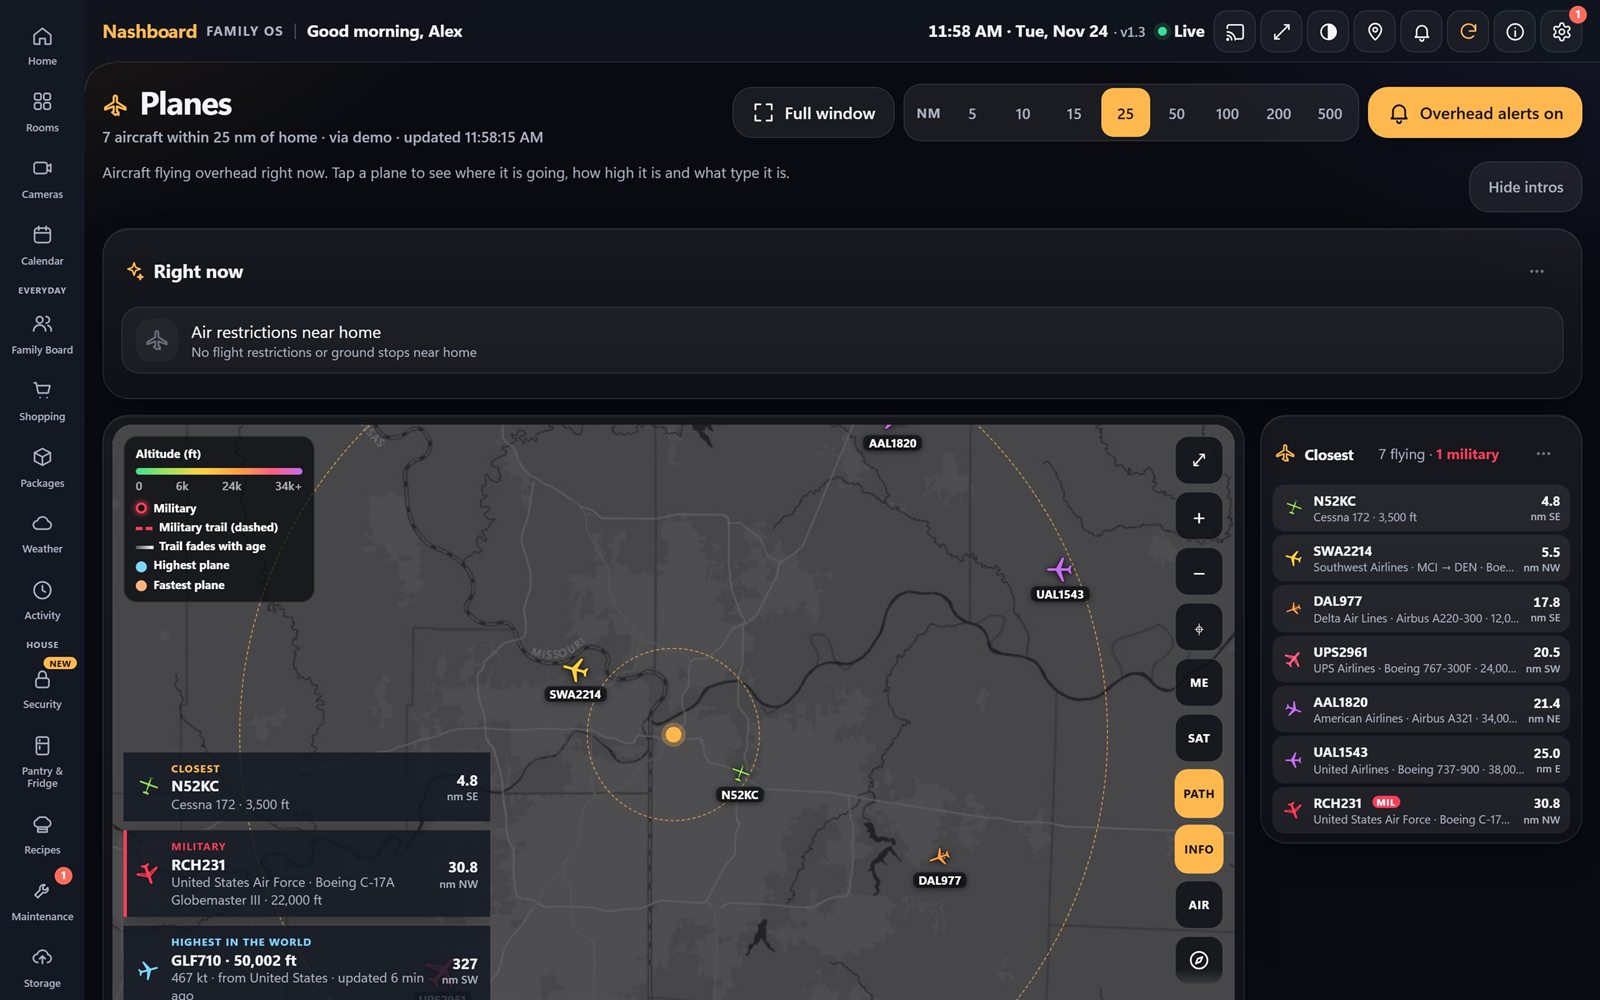 Nashboard FAMILY OS | Good morning, Alex
11:58 AM · Tue, Nov 24 · v1.3 Live
1
Home
Rooms
Cameras
Calendar
EVERYDAY
Family Board
Shopping
Packages
Weather
Activity
HOUSE
NEW
Security
Pantry &
Fridge
Recipes
1
Maintenance
Storage
Planes
7 aircraft within 25 nm of home · via demo · updated 11:58:15 AM
Full window
NM 5 10 15 25 50 100 200 500
Overhead alerts on
Aircraft flying overhead right now. Tap a plane to see where it is going, how high it is and what type it is.
Hide intros
Right now
Air restrictions near home
No flight restrictions or ground stops near home
Altitude (ft)
0 6k 24k 34k+
Military
Military trail (dashed)
Trail fades with age
Highest plane
Fastest plane
AAL1820
UAL1543
MISSOURI
SWA2214
N52KC
DAL977
CLOSEST
N52KC
Cessna 172 · 3,500 ft
4.8
nm SE
MILITARY
RCH231
United States Air Force · Boeing C-17A
Globemaster III · 22,000 ft
30.8
nm NW
HIGHEST IN THE WORLD
GLF710 · 50,002 ft
467 kt · from United States · updated 6 min
ago
327
nm SW
UPS2961
+
−
ME
SAT
PATH
INFO
AIR
Closest 7 flying · 1 military
N52KC 4.8
Cessna 172 · 3,500 ft nm SE
SWA2214 5.5
Southwest Airlines · MCI → DEN · Boe... nm NW
DAL977 17.8
Delta Air Lines · Airbus A220-300 · 12,0... nm SE
UPS2961 20.5
UPS Airlines · Boeing 767-300F · 24,00... nm SW
AAL1820 21.4
American Airlines · Airbus A321 · 34,00... nm NE
UAL1543 25.0
United Airlines · Boeing 737-900 · 38,00... nm E
RCH231 MIL 30.8
United States Air Force · Boeing C-17... nm NW